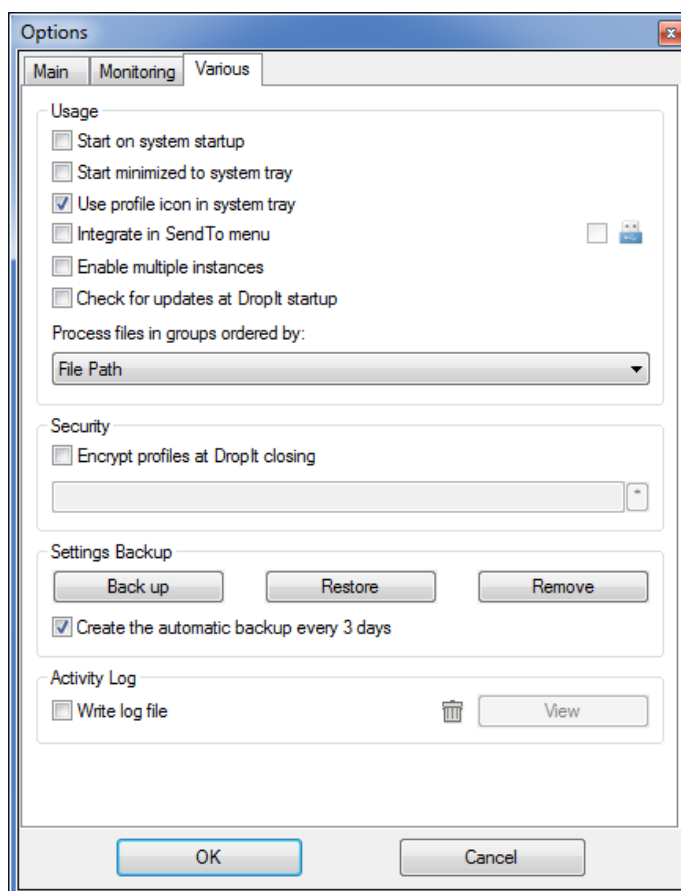 Options
Main
Monitoring
Various
Usage
Start on system startup
Start minimized to system tray
Use profile icon in system tray
Integrate in SendTo menu
Enable multiple instances
Check for updates at DropIt startup
Process files in groups ordered by:
File Path
Security
Encrypt profiles at DropIt closing
*
Settings Backup
Back up
Restore
Remove
Create the automatic backup every 3 days
Activity Log
Write log file
View
OK
Cancel